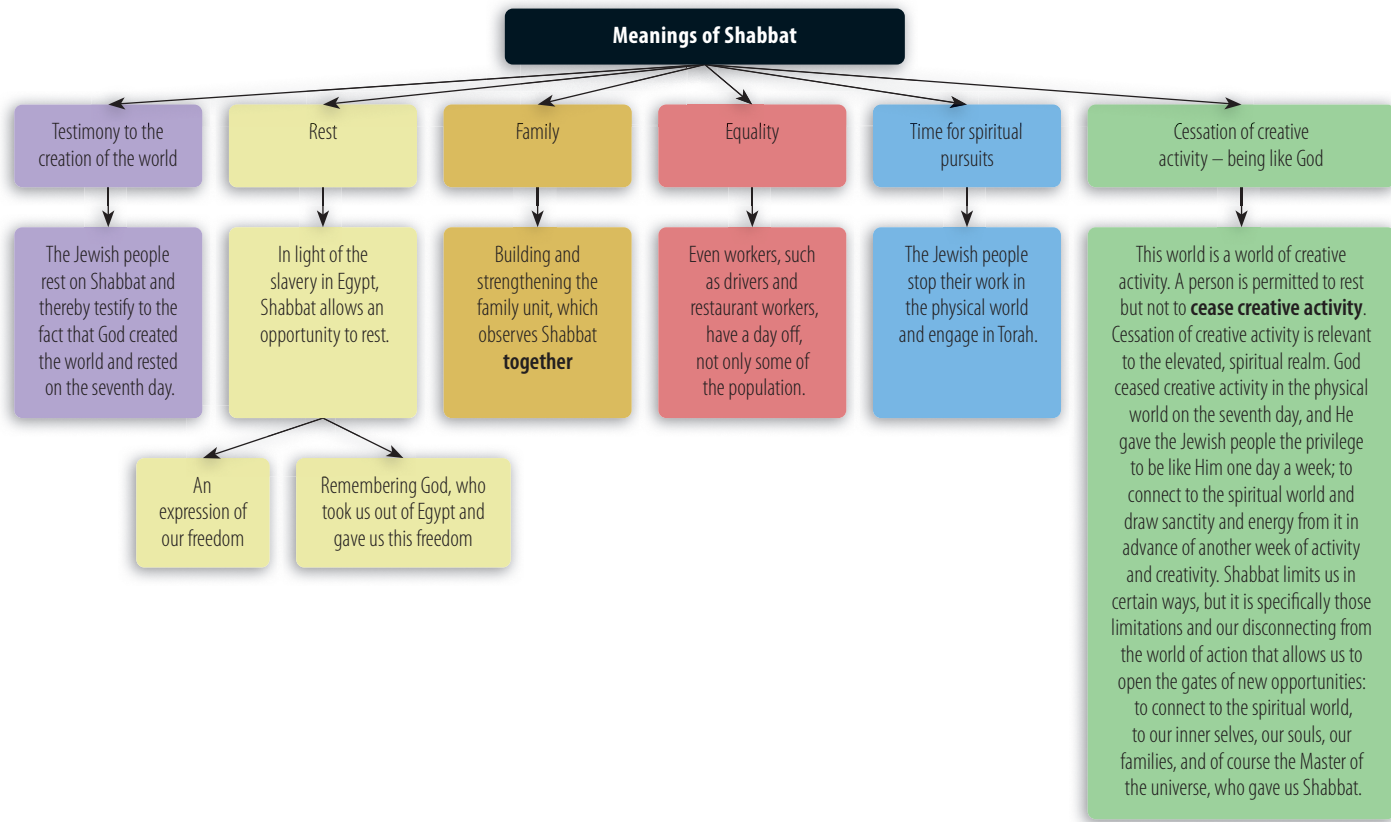 Meanings of Shabbat
Testimony to the
creation of the world
Rest
Family
Equality
Time for spiritual
pursuits
Cessation of creative
activity – being like God
The Jewish people
rest on Shabbat and
thereby testify to the
fact that God created
the world and rested
on the seventh day.
In light of the
slavery in Egypt,
Shabbat allows an
opportunity to rest.
Building and
strengthening the
family unit, which
observes Shabbat
together
Even workers, such
as drivers and
restaurant workers,
have a day off,
not only some of
the population.
The Jewish people
stop their work in
the physical world
and engage in Torah.
This world is a world of creative
activity. A person is permitted to rest
but not to cease creative activity.
Cessation of creative activity is relevant
to the elevated, spiritual realm. God
ceased creative activity in the physical
world on the seventh day, and He
gave the Jewish people the privilege
to be like Him one day a week; to
connect to the spiritual world and
draw sanctity and energy from it in
advance of another week of activity
and creativity. Shabbat limits us in
certain ways, but it is specifically those
limitations and our disconnecting from
the world of action that allows us to
open the gates of new opportunities:
to connect to the spiritual world,
to our inner selves, our souls, our
families, and of course the Master of
the universe, who gave us Shabbat.
An
expression of
our freedom
Remembering God, who
took us out of Egypt and
gave us this freedom